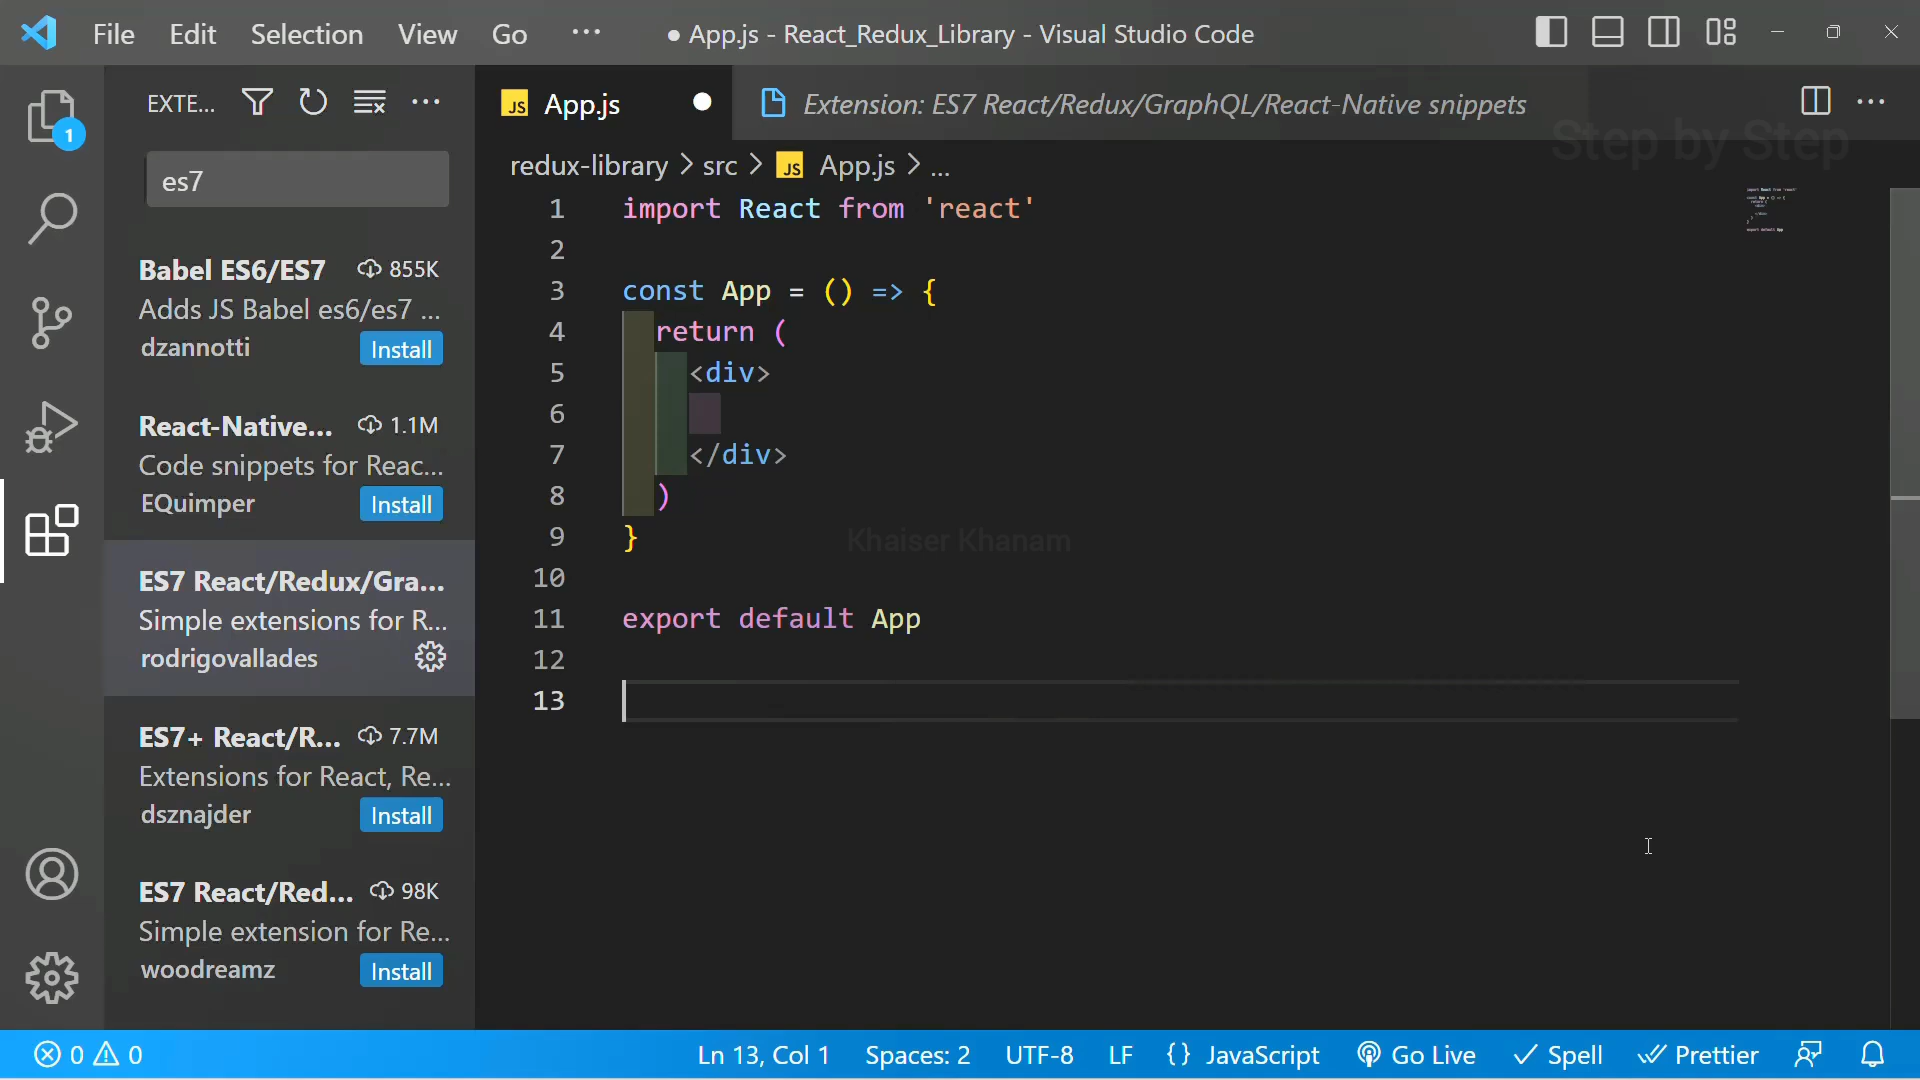 File Edit Selection View Go ··· ● App.js - React_Redux_Library - Visual Studio Code
EXTE...
es7
Babel ES6/ES7 855K
Adds JS Babel es6/es7 ...
dzannotti Install
React-Native... 1.1M
Code snippets for Reac...
EQuimper Install
ES7 React/Redux/Gra...
Simple extensions for R...
rodrigovallades
ES7+ React/R... 7.7M
Extensions for React, Re...
dsznajder Install
ES7 React/Red... 98K
Simple extension for Re...
woodreamz Install
1
JS App.js ● Extension: ES7 React/Redux/GraphQL/React-Native snippets
Step by Step
redux-library > src > JS App.js > ...
1 import React from 'react'
2
3 const App = () => {
4 return (
5 <div>
6
7 </div>
8 )
9 }
Khaiser Khanam
10
11 export default App
12
13
0 0 Ln 13, Col 1 Spaces: 2 UTF-8 LF {} JavaScript Go Live Spell Prettier